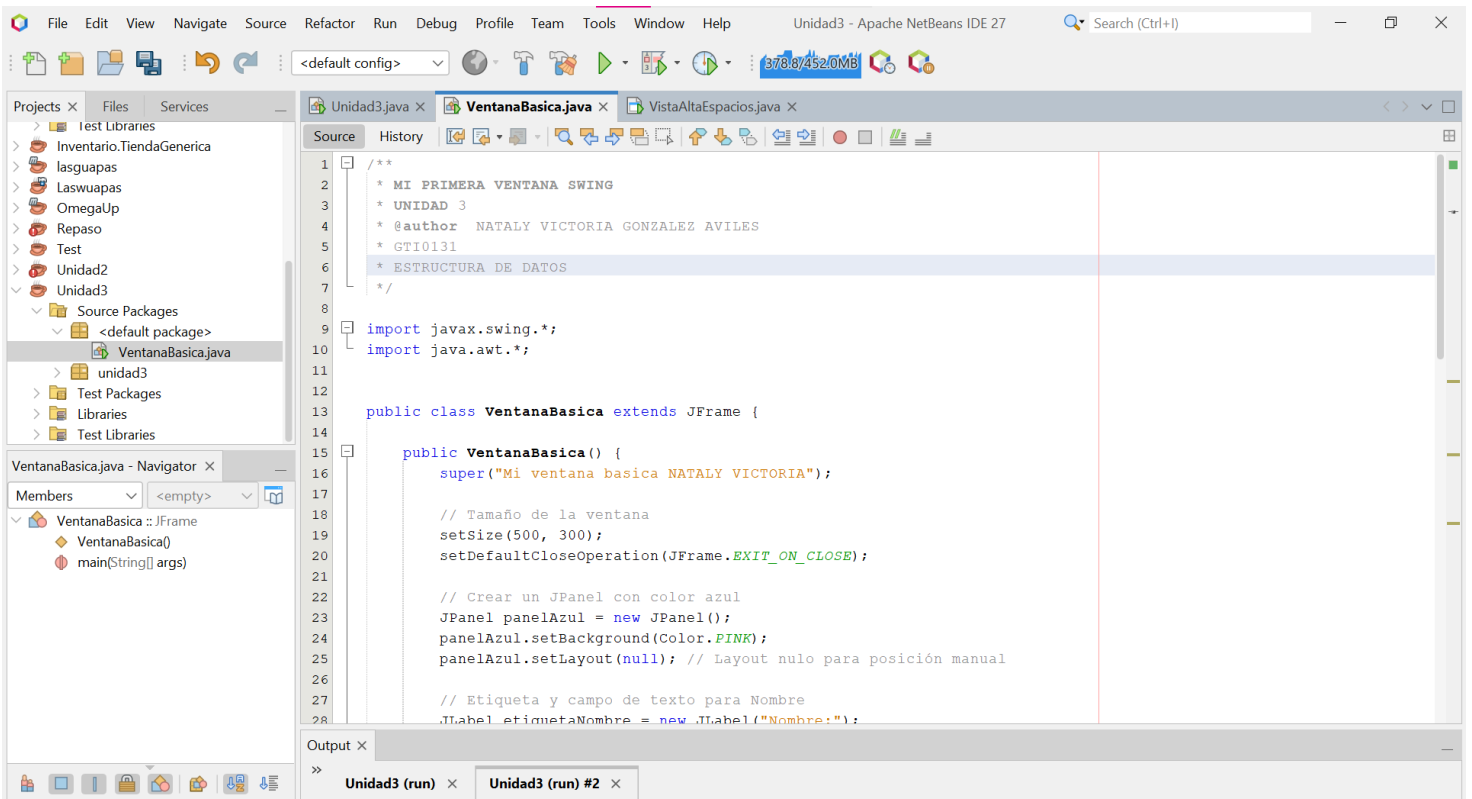 File Edit View Navigate Source Refactor Run Debug Profile Team Tools Window Help Unidad3 - Apache NetBeans IDE 27 Search (Ctrl+I)
<default config> 378.8/452.0MB
Projects Files Services
Test Libraries
Inventario.TiendaGenerica
lasguapas
Laswuapas
OmegaUp
Repaso
Test
Unidad2
Unidad3
Source Packages
<default package>
VentanaBasica.java
unidad3
Test Packages
Libraries
Test Libraries
VentanaBasica.java - Navigator
Members <empty>
VentanaBasica :: JFrame
VentanaBasica()
main(String[] args)
Unidad3.java VentanaBasica.java VistaAltaEspacios.java
Source History
1 /**
2 * MI PRIMERA VENTANA SWING
3 * UNIDAD 3
4 * @author NATALY VICTORIA GONZALEZ AVILES
5 * GTI0131
6 * ESTRUCTURA DE DATOS
7 */
8
9 import javax.swing.*;
10 import java.awt.*;
11
12
13 public class VentanaBasica extends JFrame {
14
15 public VentanaBasica() {
16 super("Mi ventana basica NATALY VICTORIA");
17
18 // Tamaño de la ventana
19 setSize(500, 300);
20 setDefaultCloseOperation(JFrame.EXIT_ON_CLOSE);
21
22 // Crear un JPanel con color azul
23 JPanel panelAzul = new JPanel();
24 panelAzul.setBackground(Color.PINK);
25 panelAzul.setLayout(null); // Layout nulo para posición manual
26
27 // Etiqueta y campo de texto para Nombre
28 JLabel etiquetaNombre = new JLabel("Nombre:");
Output
Unidad3 (run) Unidad3 (run) #2